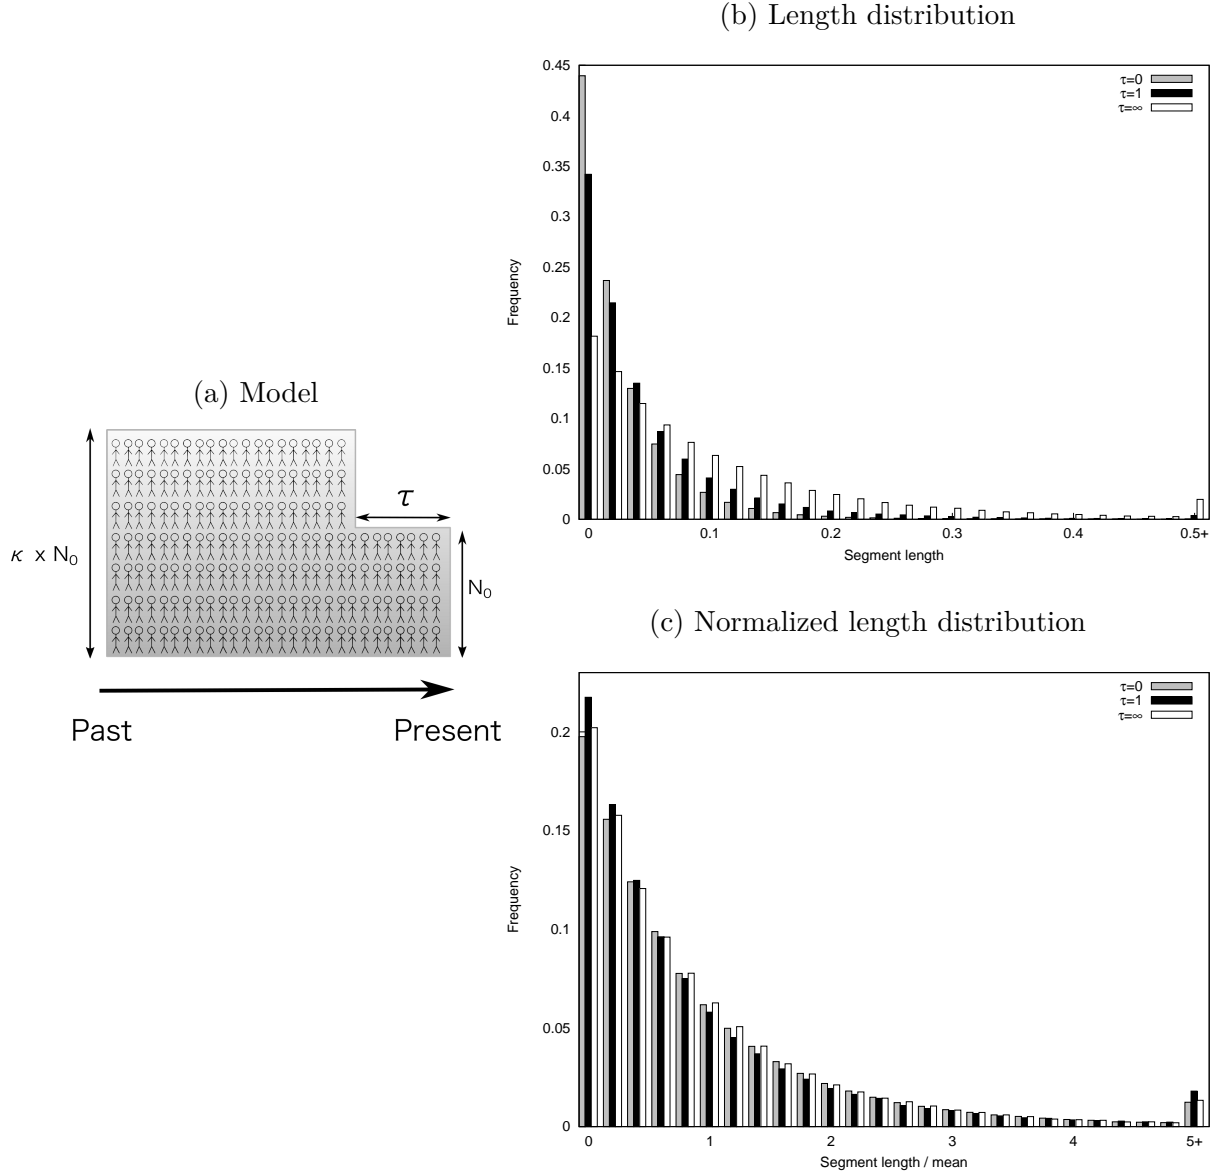 (a) Model
κ x N₀
τ
N₀
Past
Present
(b) Length distribution
τ=0
τ=1
τ=∞
Frequency
0.45
0.4
0.35
0.3
0.25
0.2
0.15
0.1
0.05
0
0 0.1 0.2 0.3 0.4 0.5+
Segment length
(c) Normalized length distribution
τ=0
τ=1
τ=∞
Frequency
0.2
0.15
0.1
0.05
0
0 1 2 3 4 5+
Segment length / mean